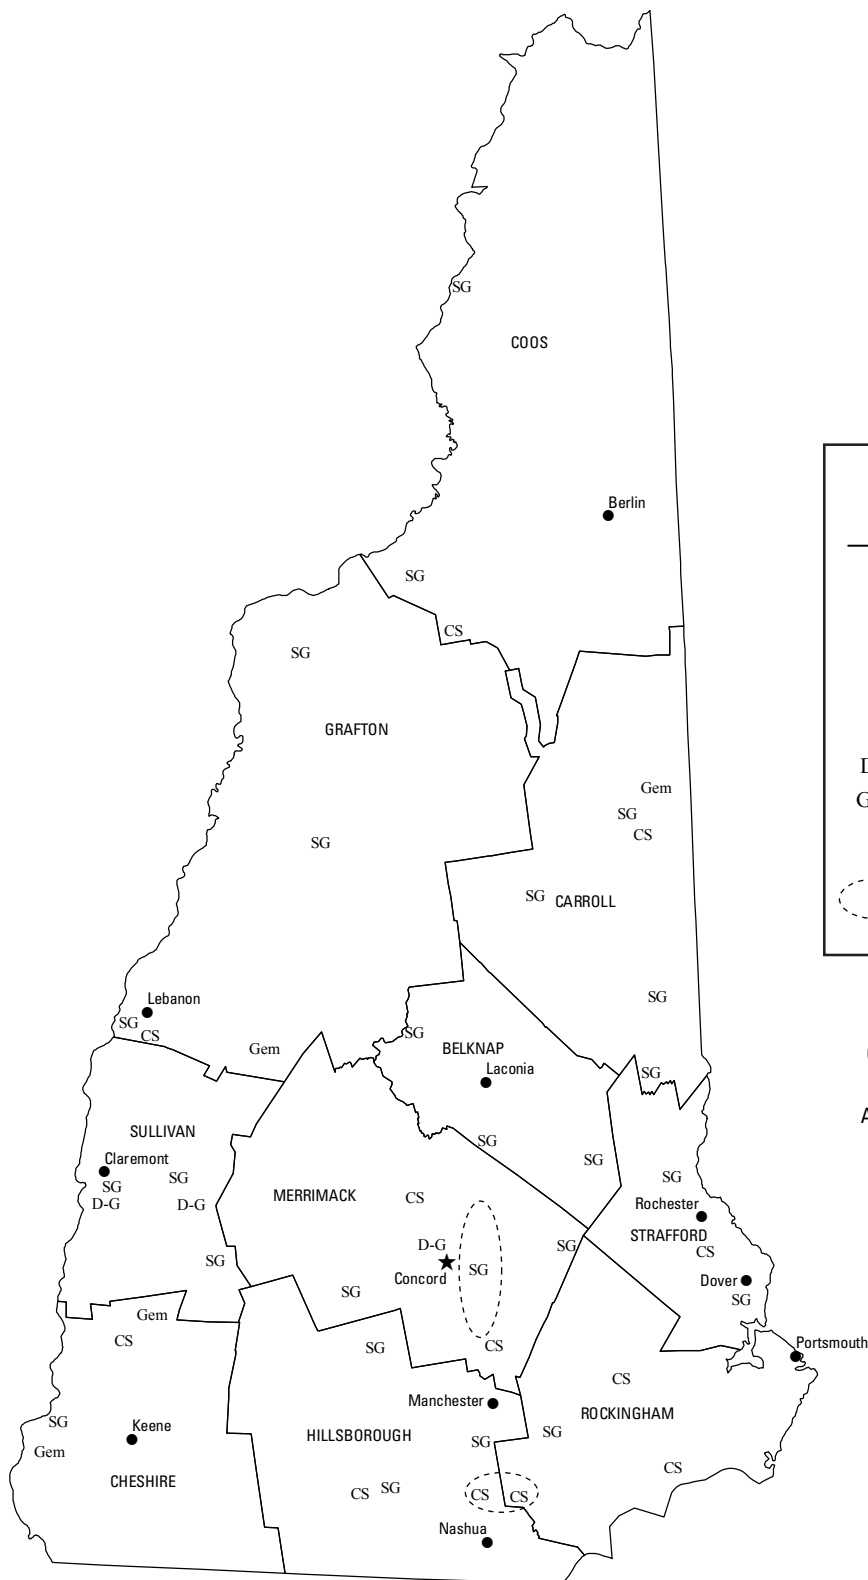 SG
COOS
Berlin
SG
CS
SG
GRAFTON
Gem
SG
CS
SG
SG
CARROLL
SG
Lebanon
SG
CS
Gem
SG
BELKNAP
Laconia
SG
SULLIVAN
Claremont
SG
D-G
SG
D-G
SG
SG
SG
MERRIMACK
CS
D-G
Concord
SG
SG
SG
CS
SG
Rochester
STRAFFORD
CS
Dover
SG
Portsmouth
Gem
CS
SG
Gem
Keene
CHESHIRE
SG
Manchester
HILLSBOROUGH
SG
CS
SG
CS
CS
Nashua
CS
ROCKINGHAM
SG
CS
D
G
A